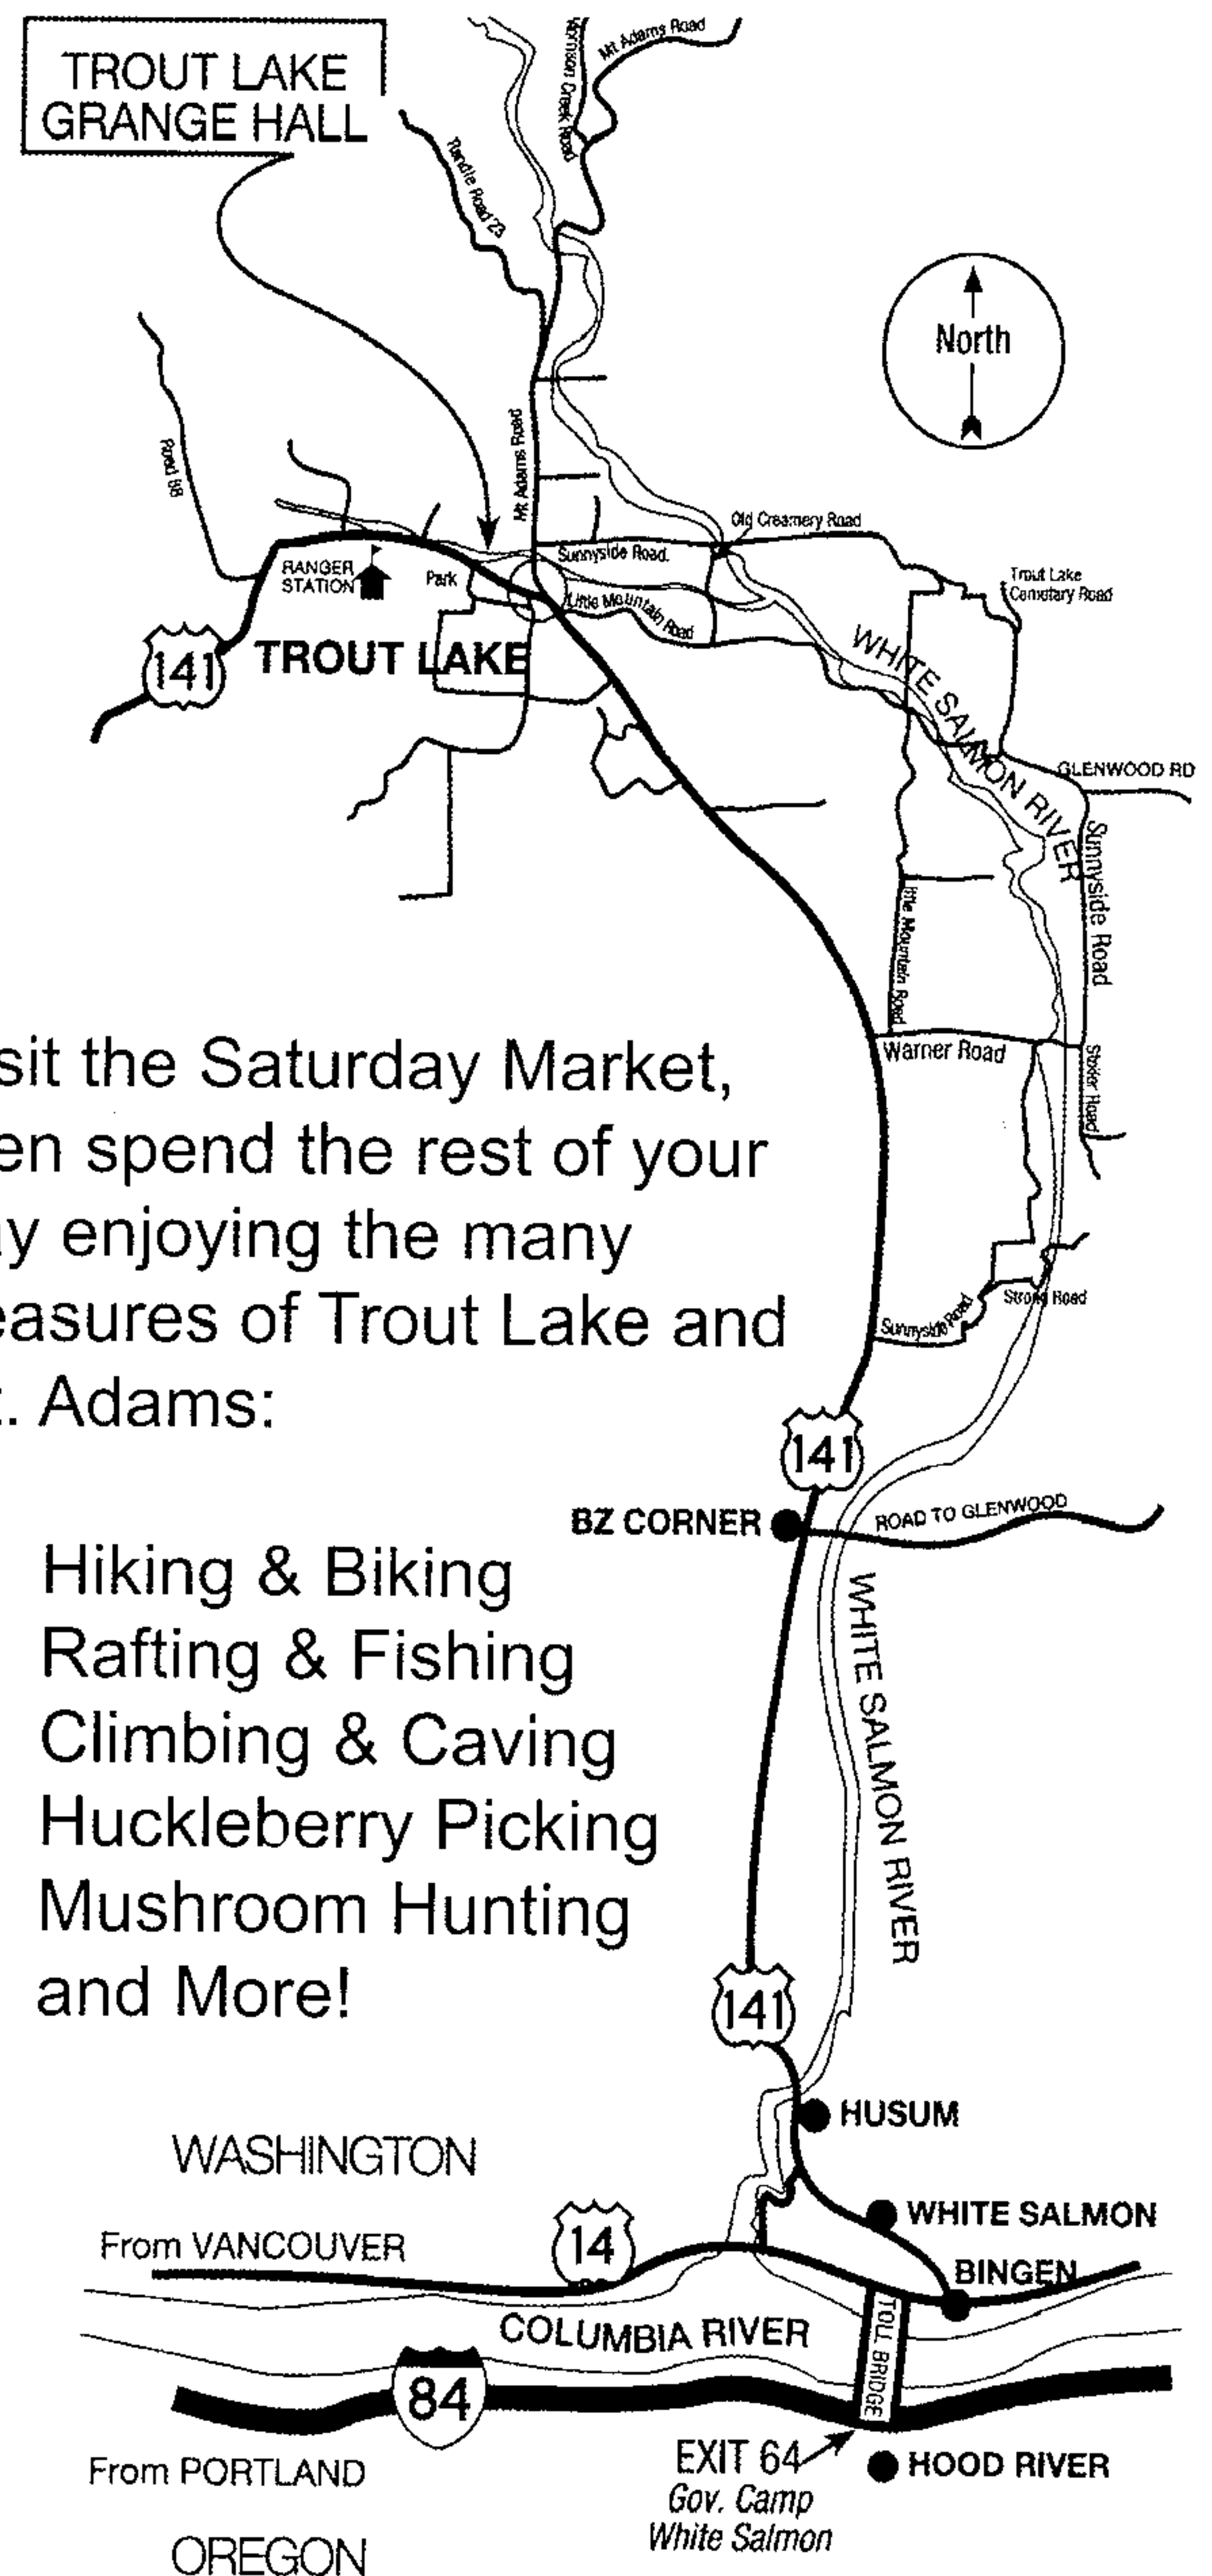 TROUT LAKE
GRANGE HALL
Mt Adams Road
Creek Road
Randle Road 23
North
Road 88
Mt Adams Road
Old Creamery Road
Sunnyside Road.
RANGER
STATION
Park
Little Mountain Road
Trout Lake
Cemetary Road
141
TROUT LAKE
WHITE SALMON RIVER
GLENWOOD RD
Sunnyside Road
ittle Mountain Road
Warner Road
Road
sit the Saturday Market,
en spend the rest of your
ay enjoying the many
easures of Trout Lake and
t. Adams:
Strong Road
Sunnyside Road
141
BZ CORNER
ROAD TO GLENWOOD
Hiking & Biking
Rafting & Fishing
Climbing & Caving
Huckleberry Picking
Mushroom Hunting
and More!
WHITE SALMON RIVER
141
HUSUM
WASHINGTON
WHITE SALMON
From VANCOUVER
14
BINGEN
COLUMBIA RIVER
TOLL BRIDGE
84
EXIT 64
Gov. Camp
White Salmon
HOOD RIVER
From PORTLAND
OREGON